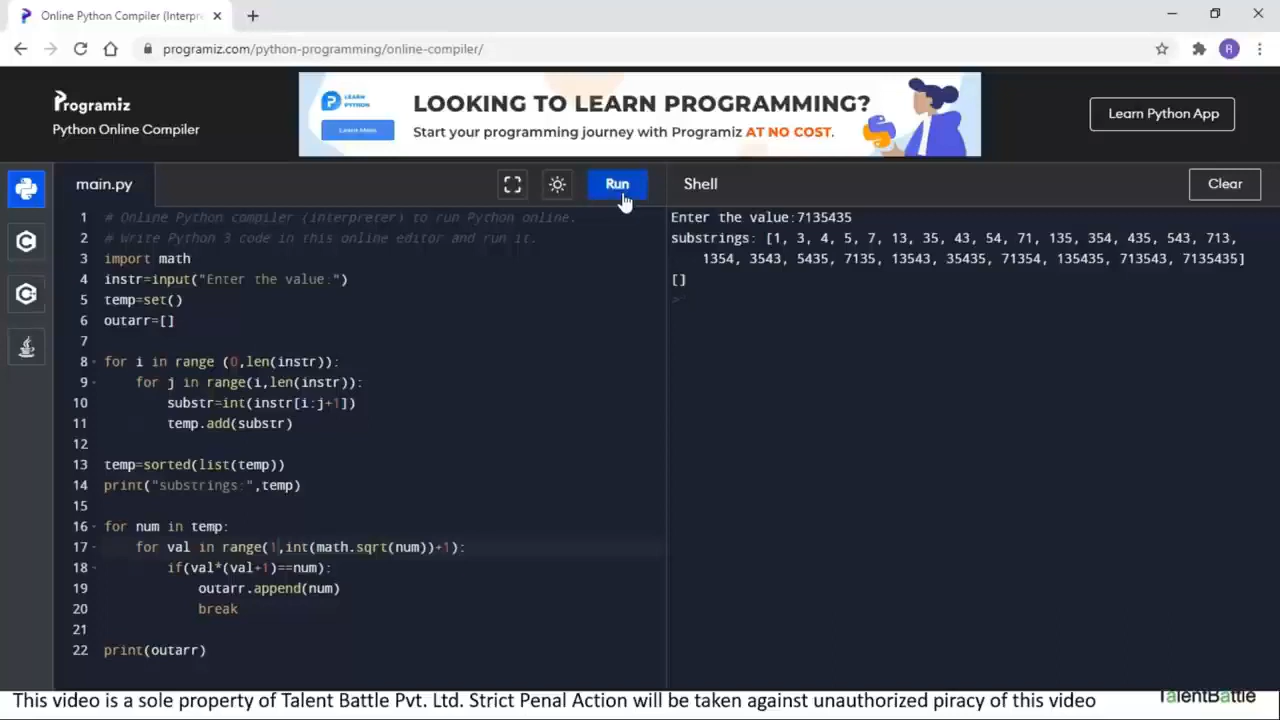 Online Python Compiler (Interpre
programiz.com/python-programming/online-compiler/
R
Programiz
Python Online Compiler
LEARN
PYTHON
Learn More
LOOKING TO LEARN PROGRAMMING?
Start your programming journey with Programiz AT NO COST.
Learn Python App
main.py
Run
Shell
Clear
1 # Online Python compiler (interpreter) to run Python online.
2 # Write Python 3 code in this online editor and run it.
3 import math
4 instr=input("Enter the value:")
5 temp=set()
6 outarr=[]
7
8 for i in range (0,len(instr)):
9 for j in range(i,len(instr)):
10 substr=int(instr[i:j+1])
11 temp.add(substr)
12
13 temp=sorted(list(temp))
14 print("substrings:",temp)
15
16 for num in temp:
17 for val in range(1,int(math.sqrt(num))+1):
18 if(val*(val+1)==num):
19 outarr.append(num)
20 break
21
22 print(outarr)
Enter the value:7135435
substrings: [1, 3, 4, 5, 7, 13, 35, 43, 54, 71, 135, 354, 435, 543, 713,
1354, 3543, 5435, 7135, 13543, 35435, 71354, 135435, 713543, 7135435]
[]
>
This video is a sole property of Talent Battle Pvt. Ltd. Strict Penal Action will be taken against unauthorized piracy of this video
TalentBattle